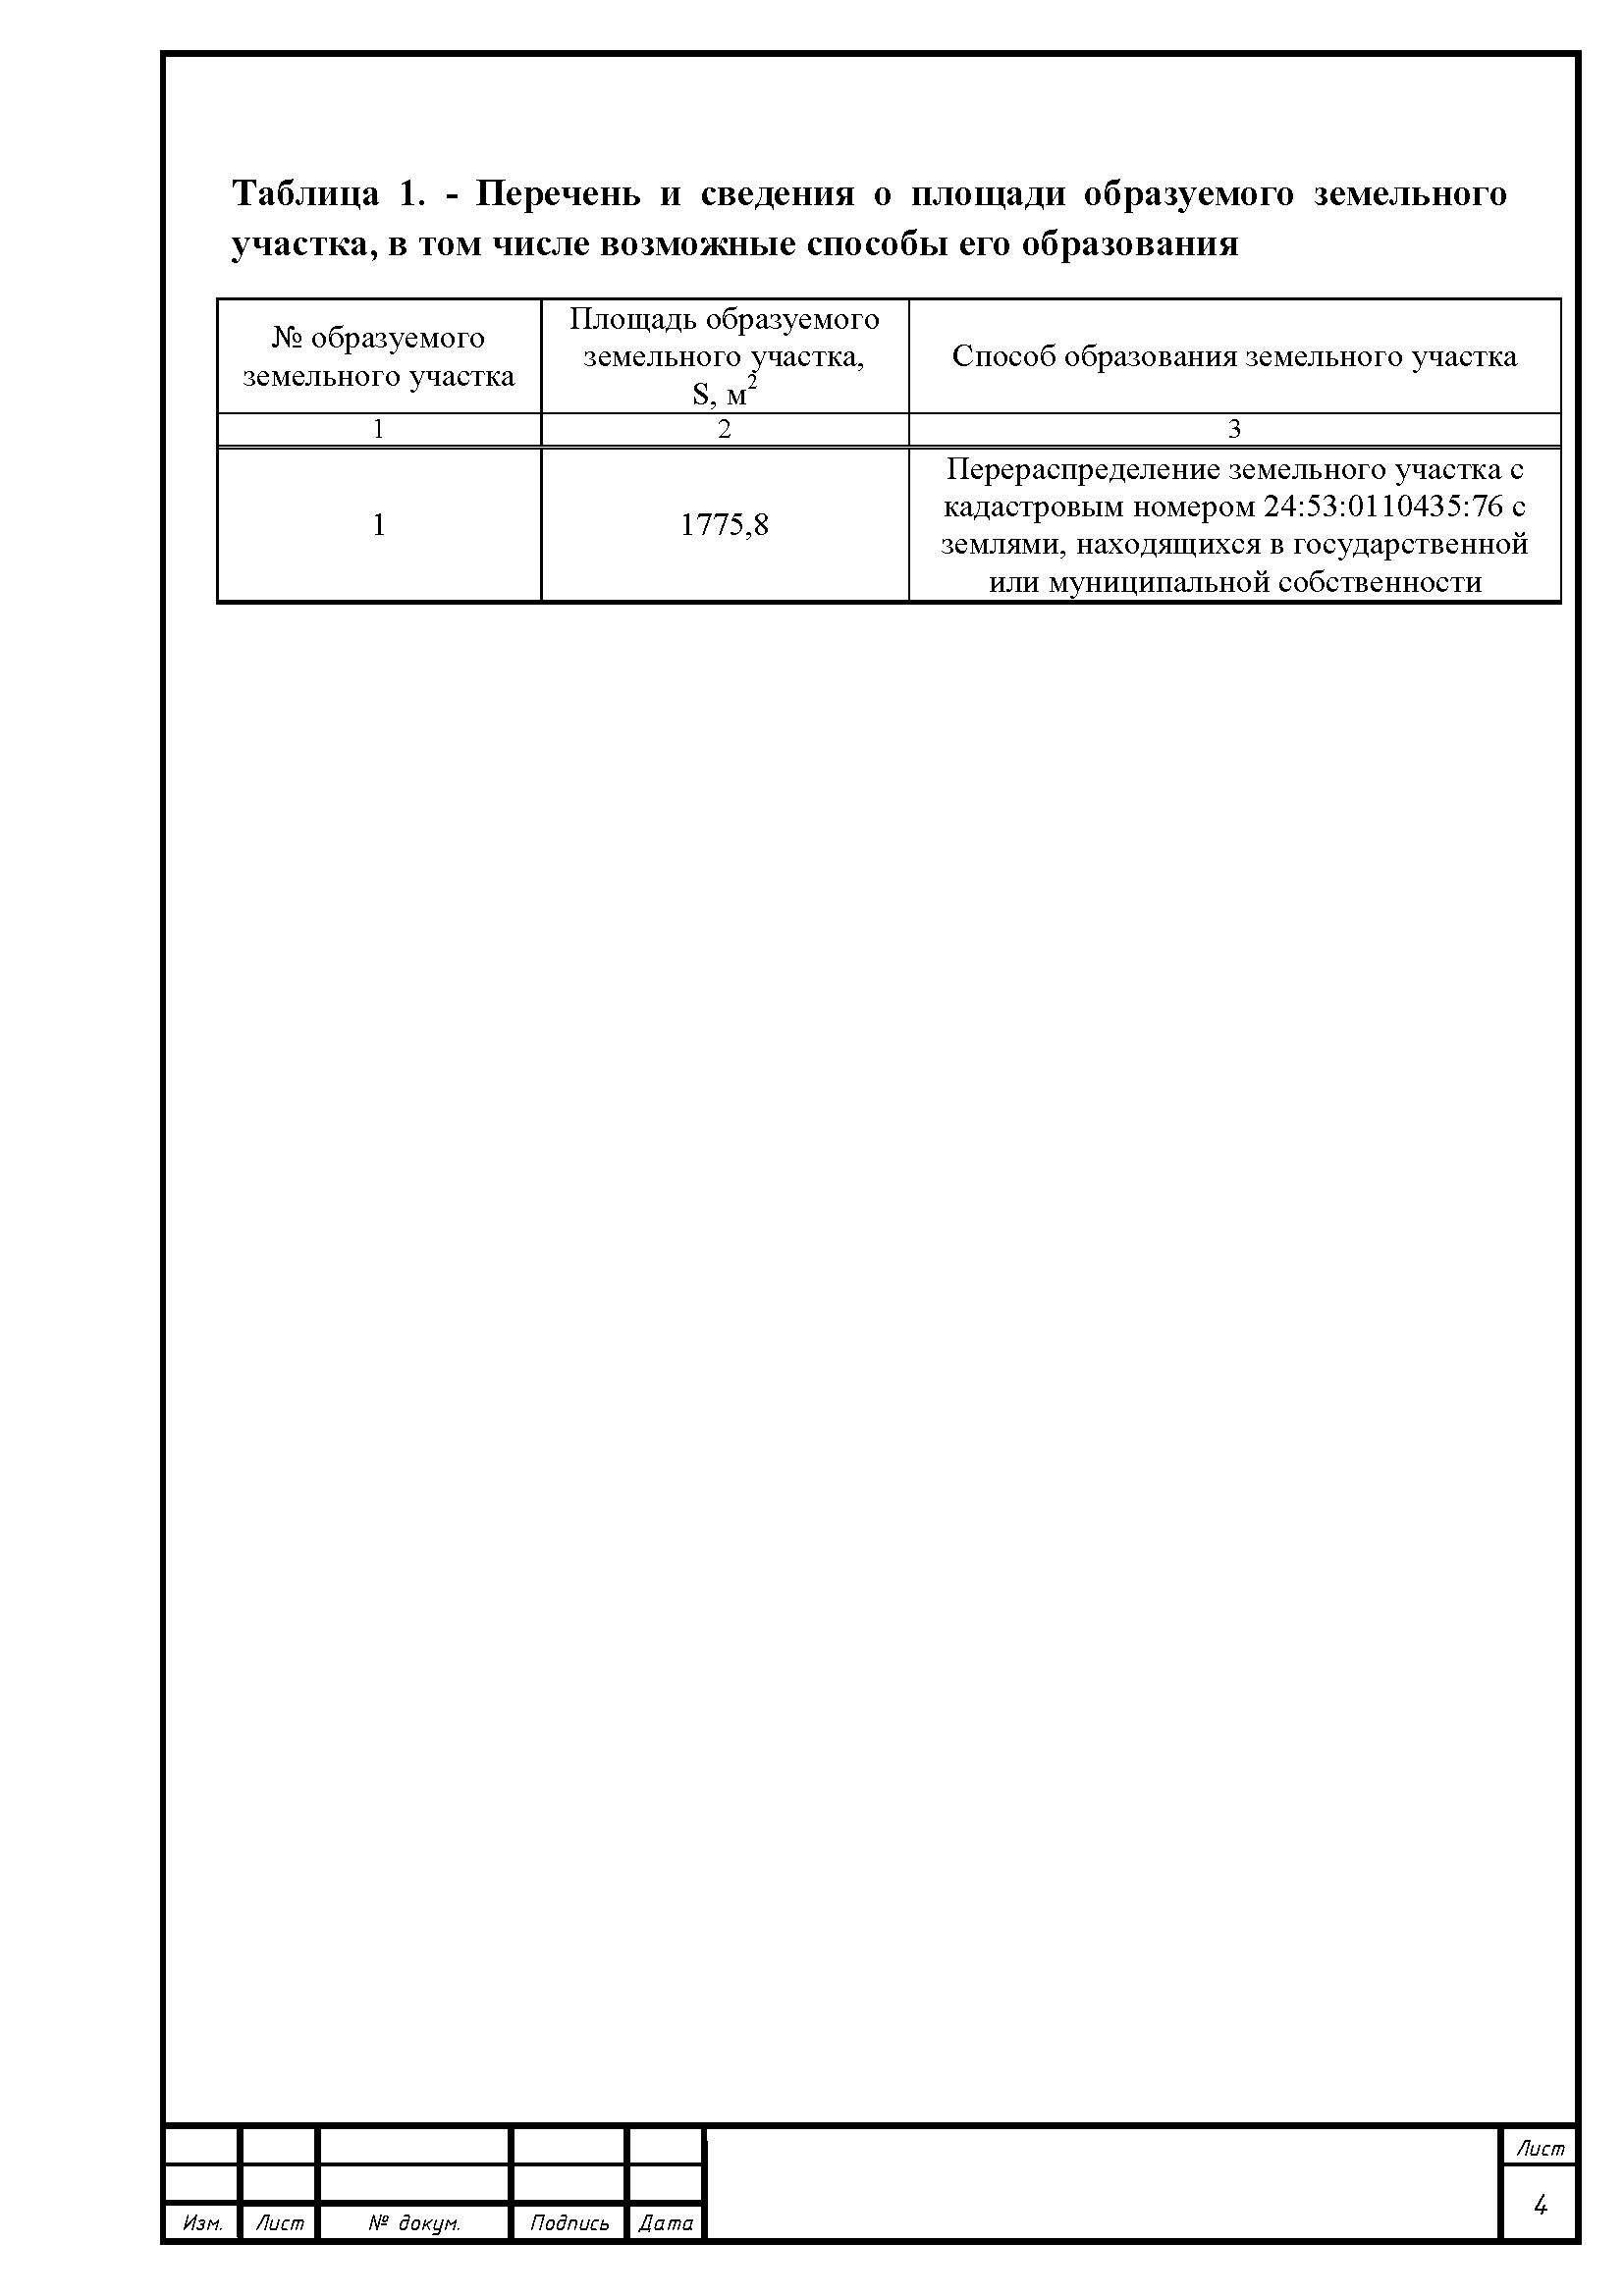 Таблица 1. - Перечень и сведения о площади образуемого земельного
участка, в том числе возможные способы его образования
№ образуемого
земельного участка
Площадь образуемого
земельного участка,
S, м²
Способ образования земельного участка
1
2
3
1
1775,8
Перераспределение земельного участка с
кадастровым номером 24:53:0110435:76 с
землями, находящихся в государственной
или муниципальной собственности
Лист
4
Изм.
Лист
№ докум.
Подпись
Дата